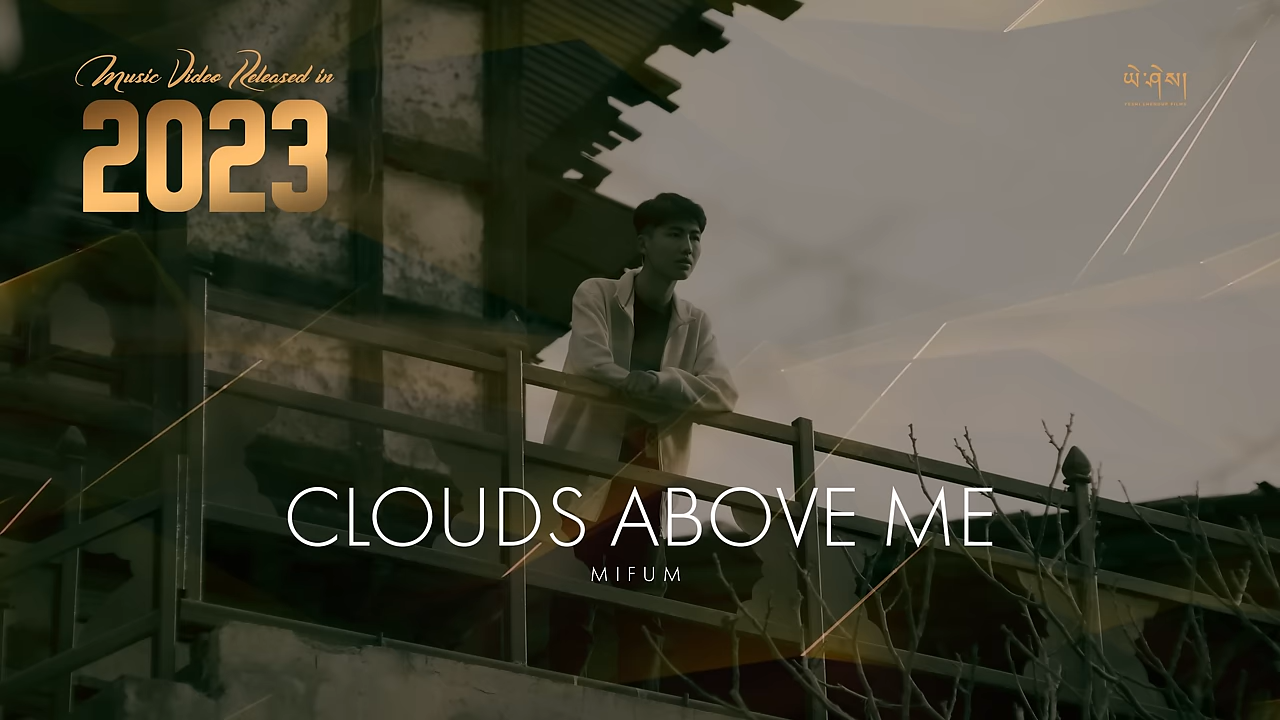 Music Video Released in
2023
ཡེ་ཤེས།
CLOUDS ABOVE ME
MIFUM